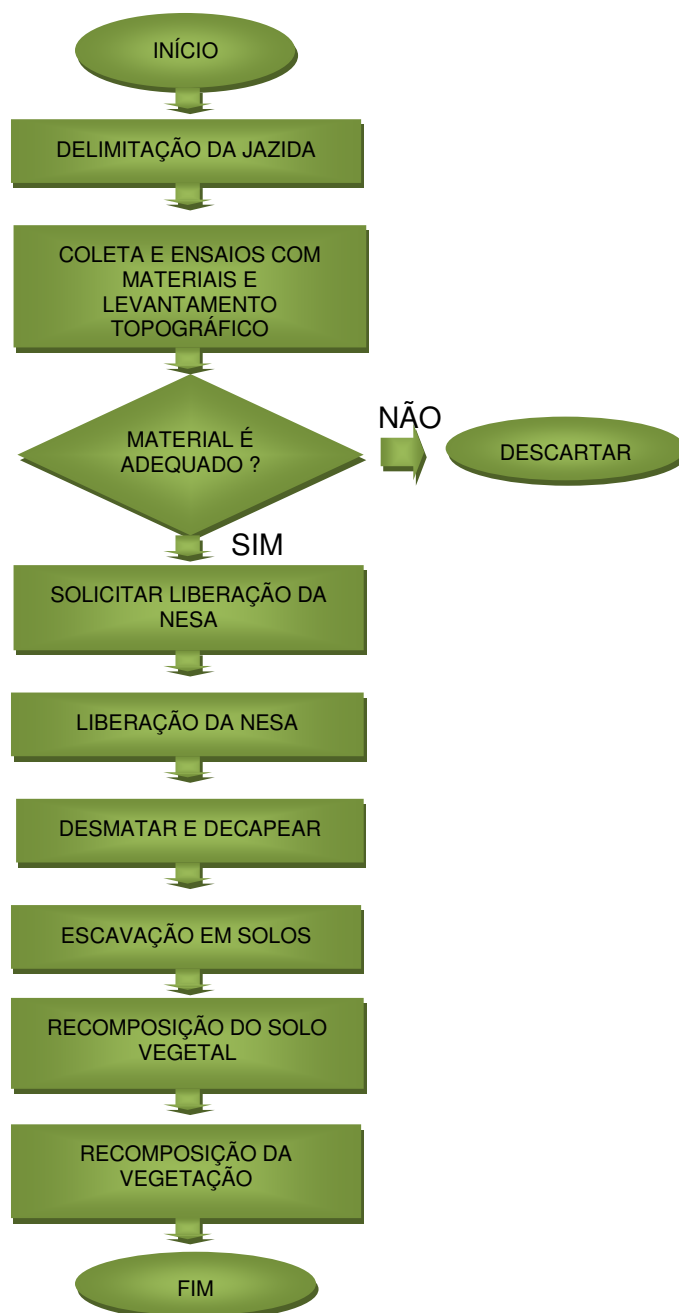 INÍCIO
DELIMITAÇÃO DA JAZIDA
COLETA E ENSAIOS COM
MATERIAIS E
LEVANTAMENTO
TOPOGRÁFICO
MATERIAL É
ADEQUADO ?
NÃO
DESCARTAR
SIM
SOLICITAR LIBERAÇÃO DA
NESA
LIBERAÇÃO DA NESA
DESMATAR E DECAPEAR
ESCAVAÇÃO EM SOLOS
RECOMPOSIÇÃO DO SOLO
VEGETAL
RECOMPOSIÇÃO DA
VEGETAÇÃO
FIM